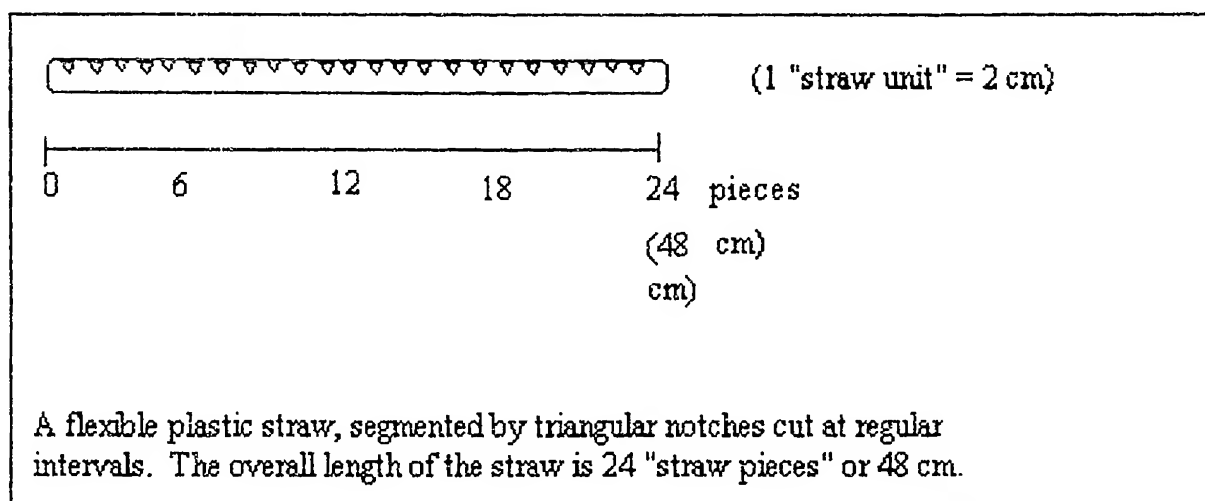 (1 "straw unit" = 2 cm)
0 6 12 18 24 pieces
(48 cm)
cm)
A flexible plastic straw, segmented by triangular notches cut at regular
intervals. The overall length of the straw is 24 "straw pieces" or 48 cm.